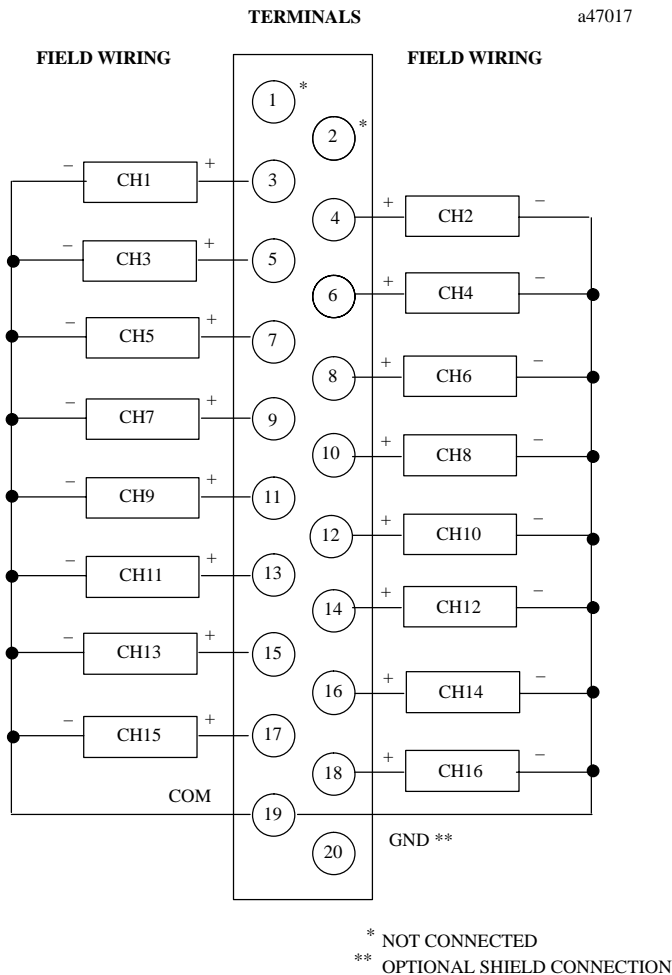 TERMINALS a47017
FIELD WIRING FIELD WIRING
1 *
2 *
− CH1 + 3
4 + CH2 −
− CH3 + 5
6 + CH4 −
− CH5 + 7
8 + CH6 −
− CH7 + 9
10 + CH8 −
− CH9 + 11
12 + CH10 −
− CH11 + 13
14 + CH12 −
− CH13 + 15
16 + CH14 −
− CH15 + 17
18 + CH16 −
COM 19
20 GND **
* NOT CONNECTED
** OPTIONAL SHIELD CONNECTION